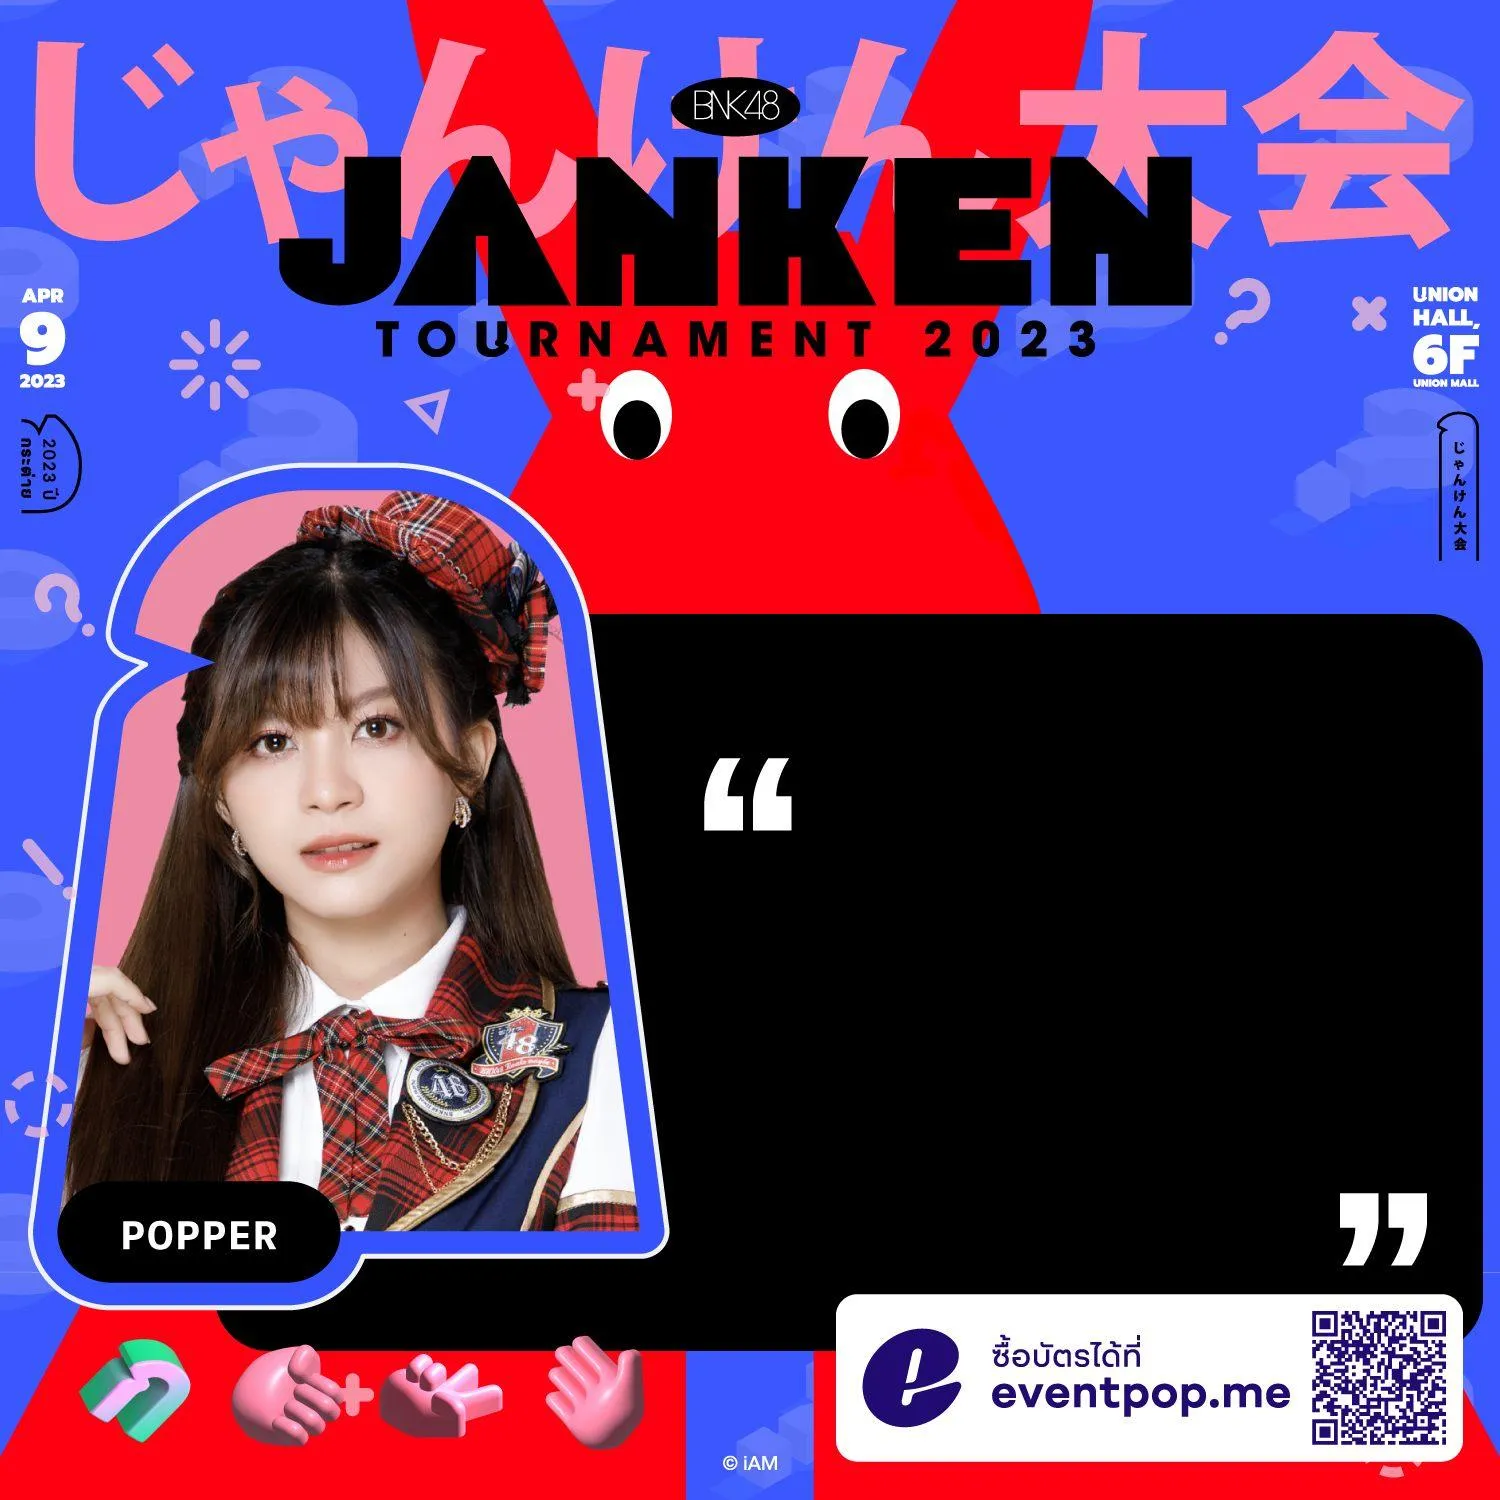 じゃんけん大会
BNK48
JANKEN
TOURNAMENT 2023
APR
9
2023
2023 ปี
กระต่าย
UNION
HALL,
6F
UNION MALL
じゃんけん大会
“
48
48
POPPER
”
ซื้อบัตรได้ที่
eventpop.me
© iAM